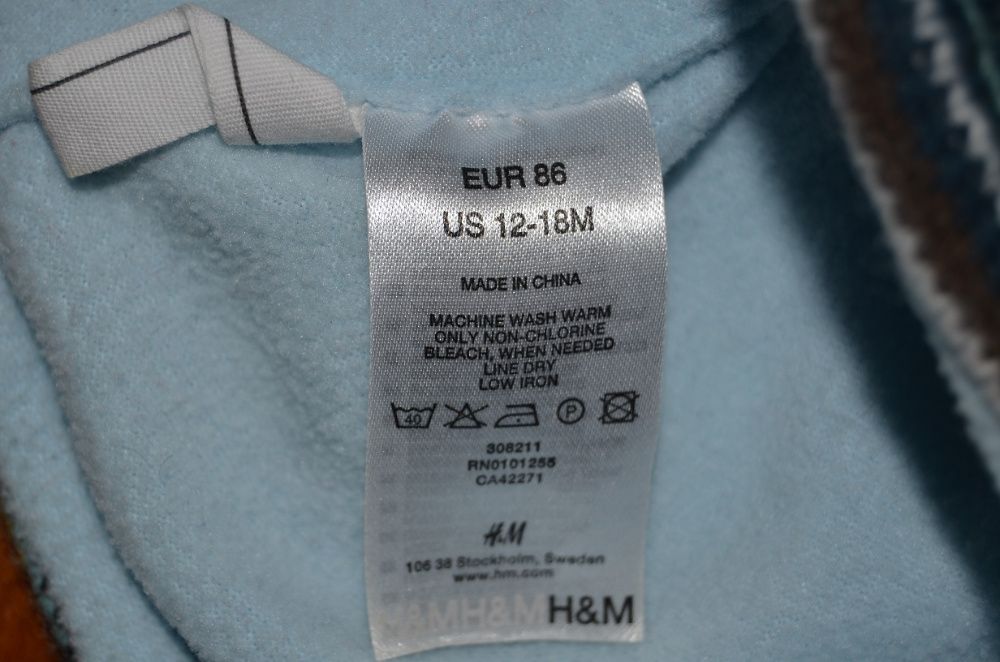 EUR 86
US 12-18M
MADE IN CHINA
MACHINE WASH WARM
ONLY NON-CHLORINE
BLEACH, WHEN NEEDED
LINE DRY
LOW IRON
40 P
308211
RN0101255
CA42271
H&M
106 38 Stockholm, Sweden
www.hm.com
H&M H&M H&M